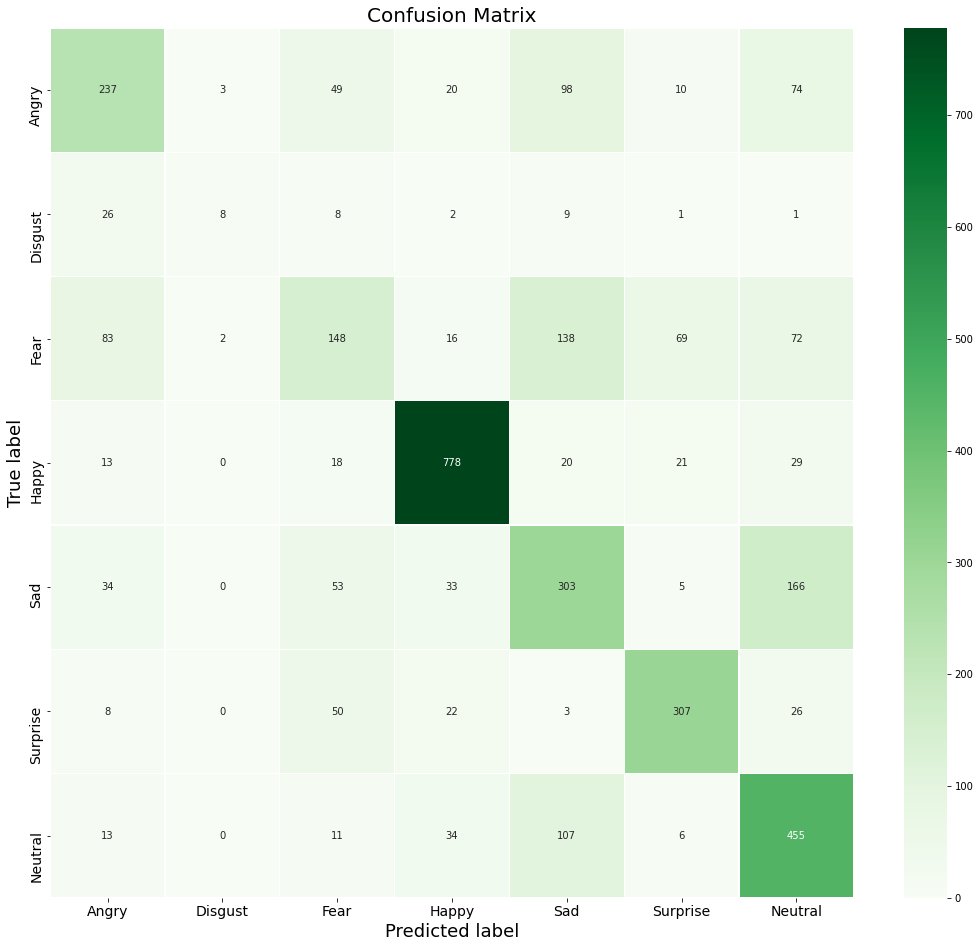 Confusion Matrix
Angry 237 3 49 20 98 10 74
Disgust 26 8 8 2 9 1 1
Fear 83 2 148 16 138 69 72
Happy 13 0 18 778 20 21 29
Sad 34 0 53 33 303 5 166
Surprise 8 0 50 22 3 307 26
Neutral 13 0 11 34 107 6 455
Angry Disgust Fear Happy Sad Surprise Neutral
Predicted label
True label
700
600
500
400
300
200
100
0